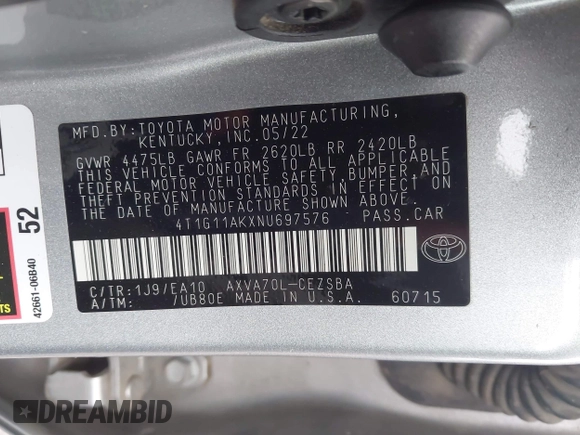 MFD.BY:TOYOTA MOTOR MANUFACTURING,
KENTUCKY, INC.05/22
GVWR 4475LB GAWR FR 2620LB RR 2420LB
THIS VEHICLE CONFORMS TO ALL APPLICABLE
FEDERAL MOTOR VEHICLE SAFETY, BUMPER, AND
THEFT PREVENTION STANDARDS IN EFFECT ON
THE DATE OF MANUFACTURE SHOWN ABOVE.
4T1G11AKXNU697576 PASS.CAR
C/TR:1J9/EA10 AXVA70L-CEZSBA
A/TM: /UB80E MADE IN U.S.A. 60715
TOYOTA
52
42661-06B40
DREAMBID